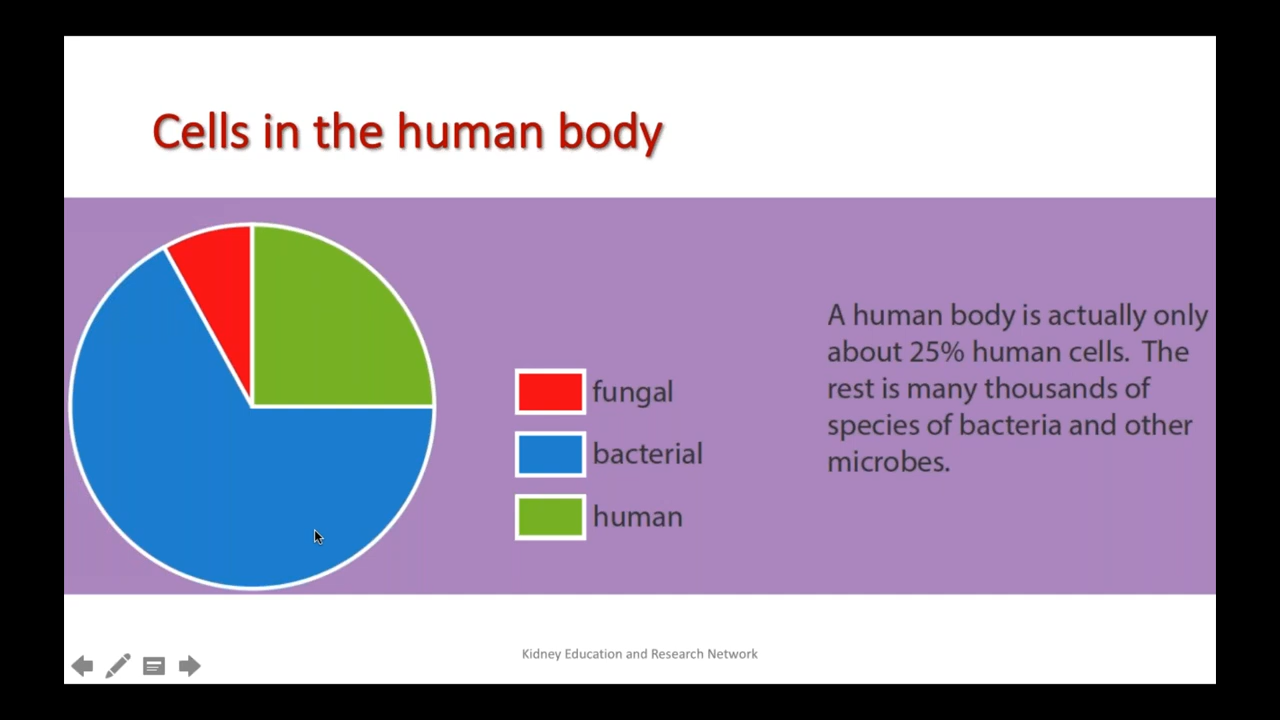 Cells in the human body
fungal
bacterial
human
A human body is actually only
about 25% human cells.  The
rest is many thousands of
species of bacteria and other
microbes.
Kidney Education and Research Network